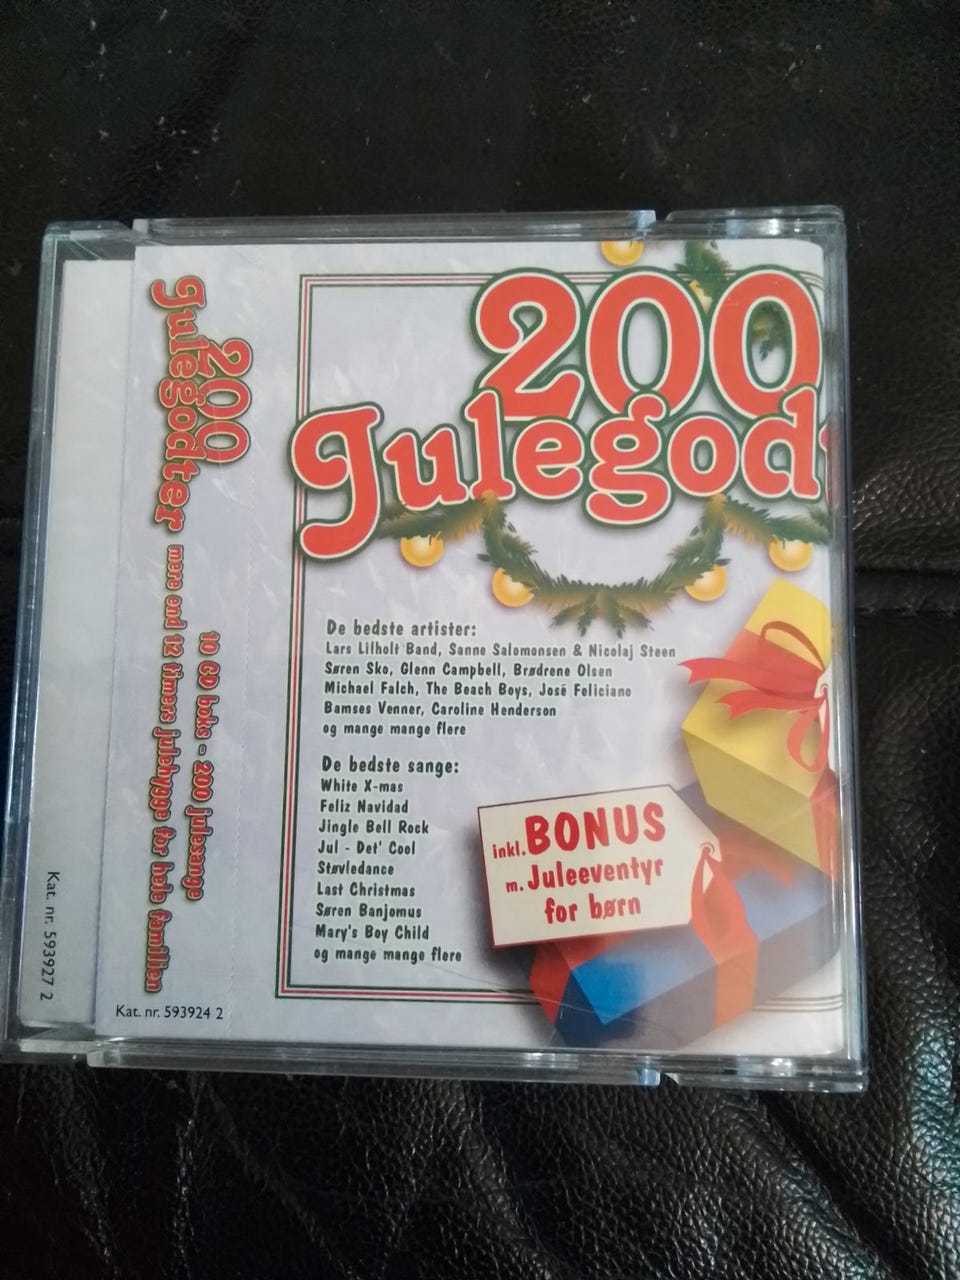 200
Julegodter
10 CD boks - 200 julesange
mere end 12 timers julehygge for hele familien
Kat. nr. 593927 2
Kat. nr. 593924 2
200
Julegod
De bedste artister:
Lars Lilholt Band, Sanne Salomonsen & Nicolaj Steen
Søren Sko, Glenn Campbell, Brødrene Olsen
Michael Falch, The Beach Boys, José Feliciano
Bamses Venner, Caroline Henderson
og mange mange flere
De bedste sange:
White X-mas
Feliz Navidad
Jingle Bell Rock
Jul - Det' Cool
Støvledance
Last Christmas
Søren Banjomus
Mary's Boy Child
og mange mange flere
inkl. BONUS
m. Juleeventyr
for børn